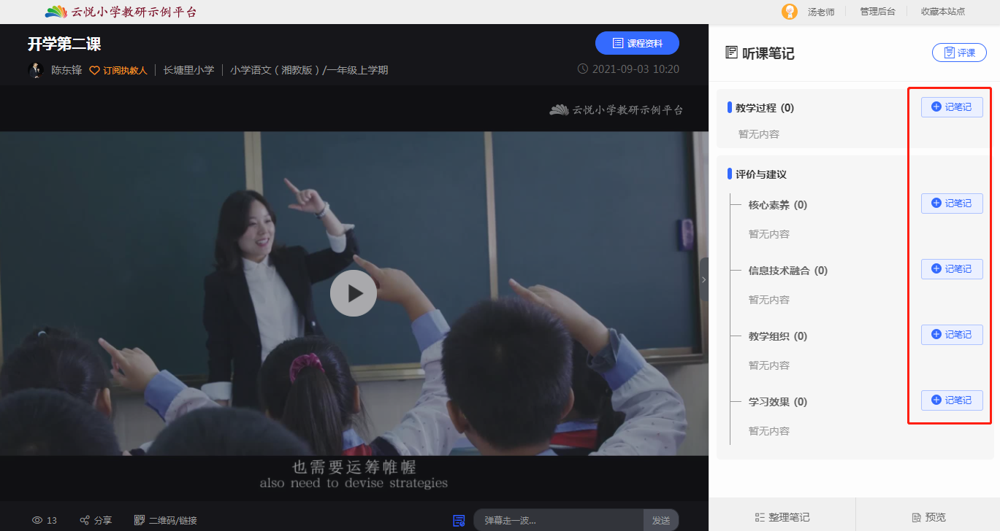 云悦小学教研示例平台
汤老师 管理后台 收藏本站点
开学第二课
课程资料
陈东锋 订阅执教人 长塘里小学 小学语文(湘教版)/一年级上学期
2021-09-03 10:20
云悦小学教研示例平台
也需要运筹帷幄
also need to devise strategies
13 分享 二维码/链接
弹幕走一波... 发送
听课笔记 评课
教学过程 (0) 记笔记
暂无内容
评价与建议
核心素养 (0) 记笔记
暂无内容
信息技术融合 (0) 记笔记
暂无内容
教学组织 (0) 记笔记
暂无内容
学习效果 (0) 记笔记
暂无内容
整理笔记 预览